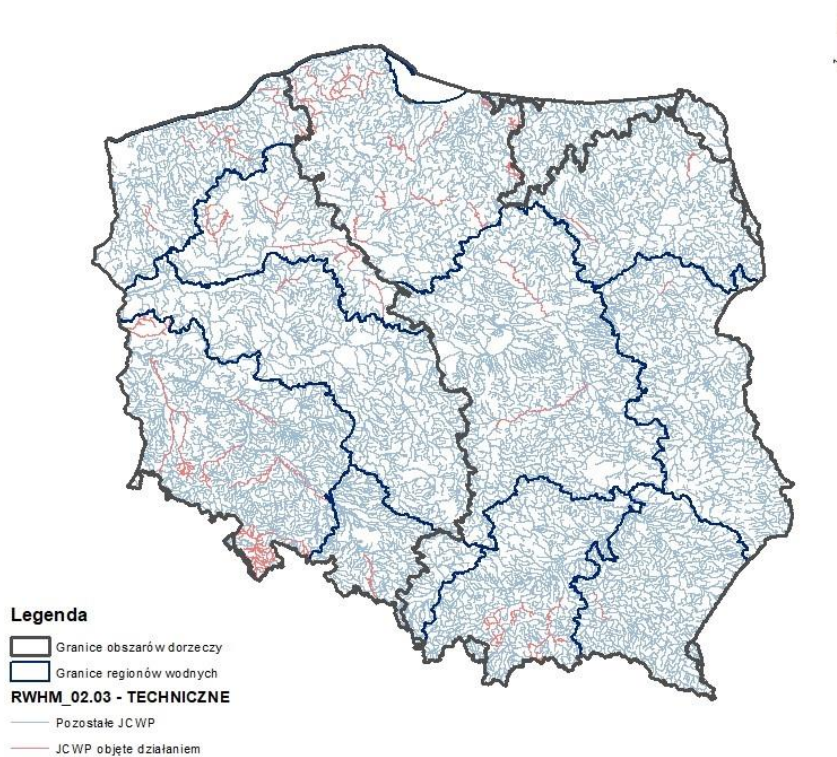 Legenda
Granice obszarów dorzeczy
Granice regionów wodnych
RWHM_02.03 - TECHNICZNE
Pozostałe JCWP
JCWP objęte działaniem